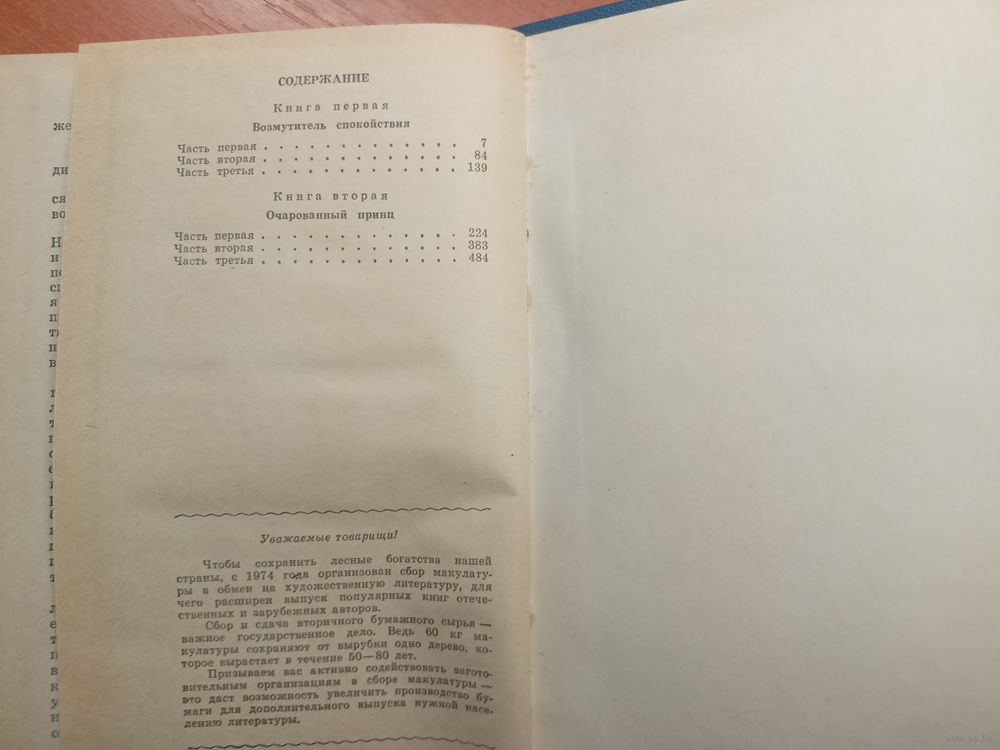 СОДЕРЖАНИЕ
Книга первая
Возмутитель спокойствия
Часть первая . . . . . . . . . . . . . 7
Часть вторая . . . . . . . . . . . . . 84
Часть третья . . . . . . . . . . . . . 139
Книга вторая
Очарованный принц
Часть первая . . . . . . . . . . . . . 224
Часть вторая . . . . . . . . . . . . . 383
Часть третья . . . . . . . . . . . . . 484
Уважаемые товарищи!
Чтобы сохранить лесные богатства нашей
страны, с 1974 года организован сбор макулату-
ры в обмен на художественную литературу, для
чего расширен выпуск популярных книг отече-
ственных и зарубежных авторов.
Сбор и сдача вторичного бумажного сырья —
важное государственное дело. Ведь 60 кг ма-
кулатуры сохраняют от вырубки одно дерево, ко-
торое вырастает в течение 50—80 лет.
Призываем вас активно содействовать загото-
вительным организациям в сборе макулатуры —
это даст возможность увеличить производство бу-
маги для дополнительного выпуска нужной насе-
лению литературы.
www.ay.by